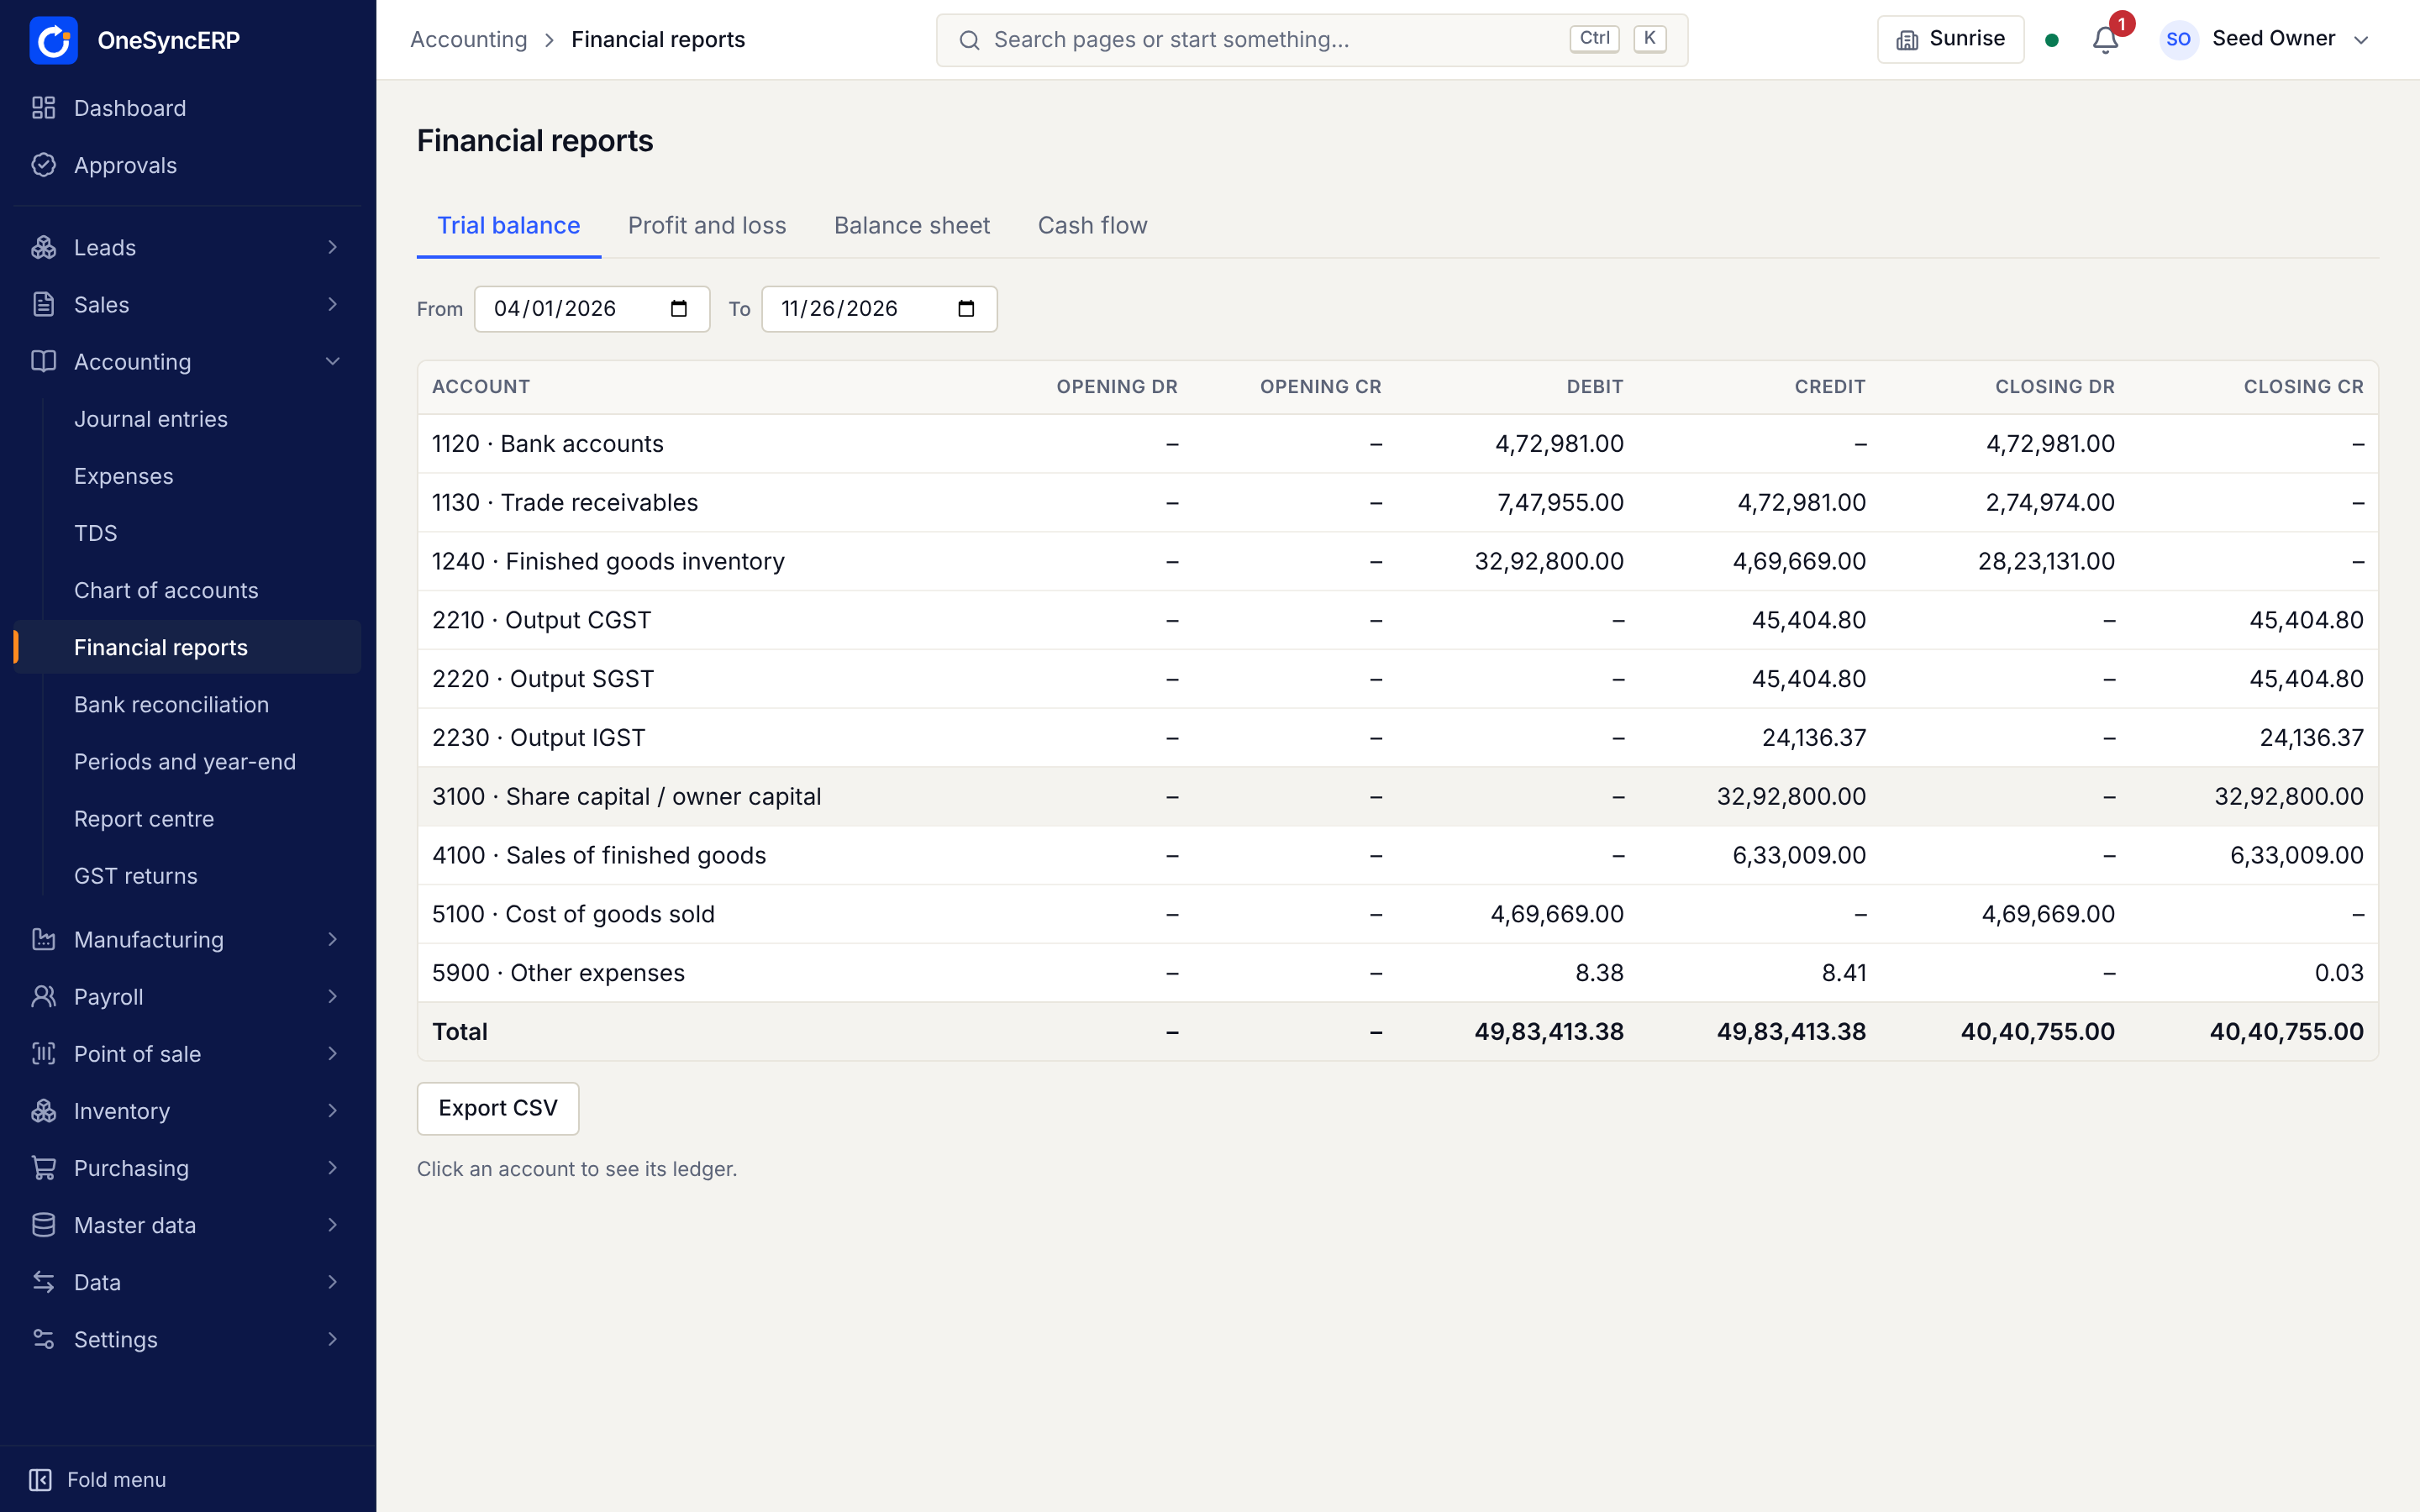 OneSyncERP
Dashboard
Approvals
Leads
Sales
Accounting
Journal entries
Expenses
TDS
Chart of accounts
Financial reports
Bank reconciliation
Periods and year-end
Report centre
GST returns
Manufacturing
Payroll
Point of sale
Inventory
Purchasing
Master data
Data
Settings
Fold menu
Accounting > Financial reports
Search pages or start something... Ctrl K
Sunrise 1 SO Seed Owner
Financial reports
Trial balance Profit and loss Balance sheet Cash flow
From 04/01/2026 To 11/26/2026
ACCOUNT OPENING DR OPENING CR DEBIT CREDIT CLOSING DR CLOSING CR
1120 · Bank accounts – – 4,72,981.00 – 4,72,981.00 –
1130 · Trade receivables – – 7,47,955.00 4,72,981.00 2,74,974.00 –
1240 · Finished goods inventory – – 32,92,800.00 4,69,669.00 28,23,131.00 –
2210 · Output CGST – – – 45,404.80 – 45,404.80
2220 · Output SGST – – – 45,404.80 – 45,404.80
2230 · Output IGST – – – 24,136.37 – 24,136.37
3100 · Share capital / owner capital – – – 32,92,800.00 – 32,92,800.00
4100 · Sales of finished goods – – – 6,33,009.00 – 6,33,009.00
5100 · Cost of goods sold – – 4,69,669.00 – 4,69,669.00 –
5900 · Other expenses – – 8.38 8.41 – 0.03
Total – – 49,83,413.38 49,83,413.38 40,40,755.00 40,40,755.00
Export CSV
Click an account to see its ledger.